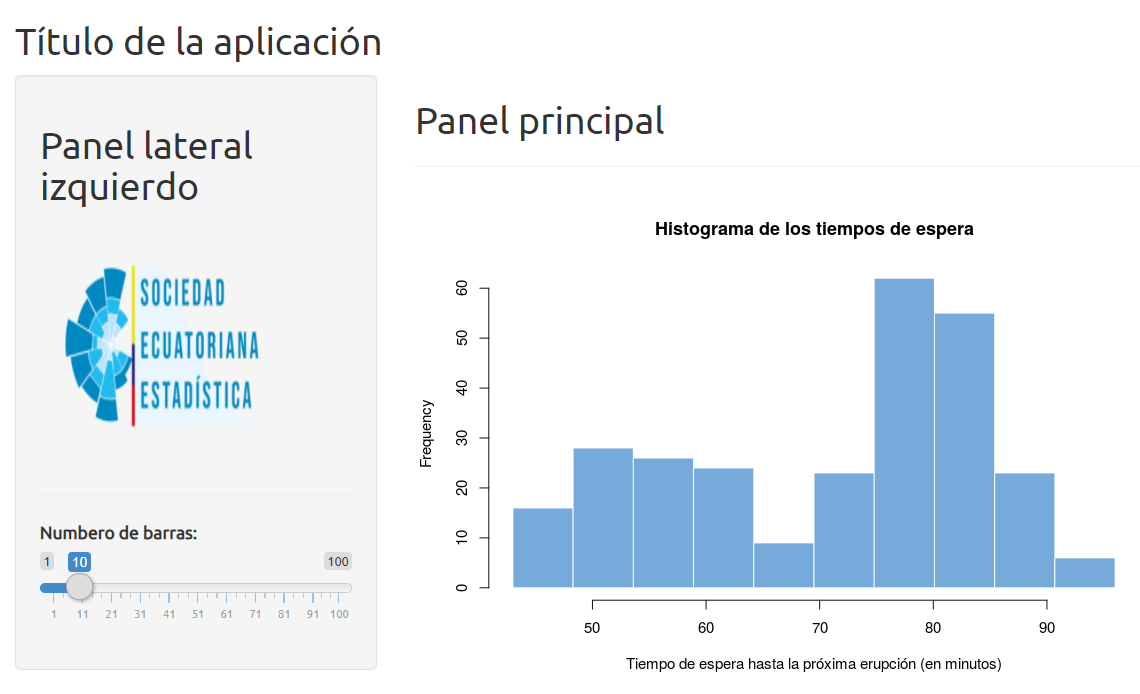 Título de la aplicación
Panel lateral
izquierdo
SOCIEDAD
ECUATORIANA
ESTADÍSTICA
Numbero de barras:
1 10 100
1 11 21 31 41 51 61 71 81 91 100
Panel principal
Histograma de los tiempos de espera
Frequency
60
50
40
30
20
10
0
50 60 70 80 90
Tiempo de espera hasta la próxima erupción (en minutos)